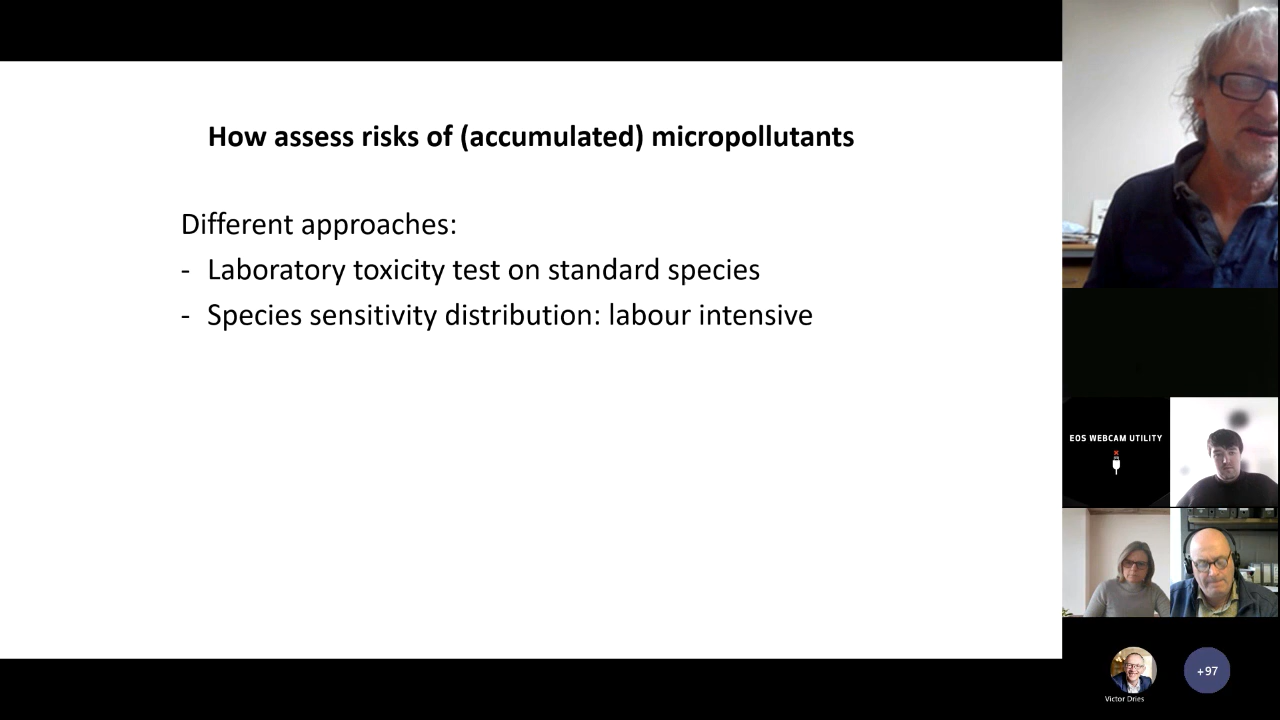 How assess risks of (accumulated) micropollutants
Different approaches:
- Laboratory toxicity test on standard species
- Species sensitivity distribution: labour intensive
EOS WEBCAM UTILITY
Victor Dries
+97